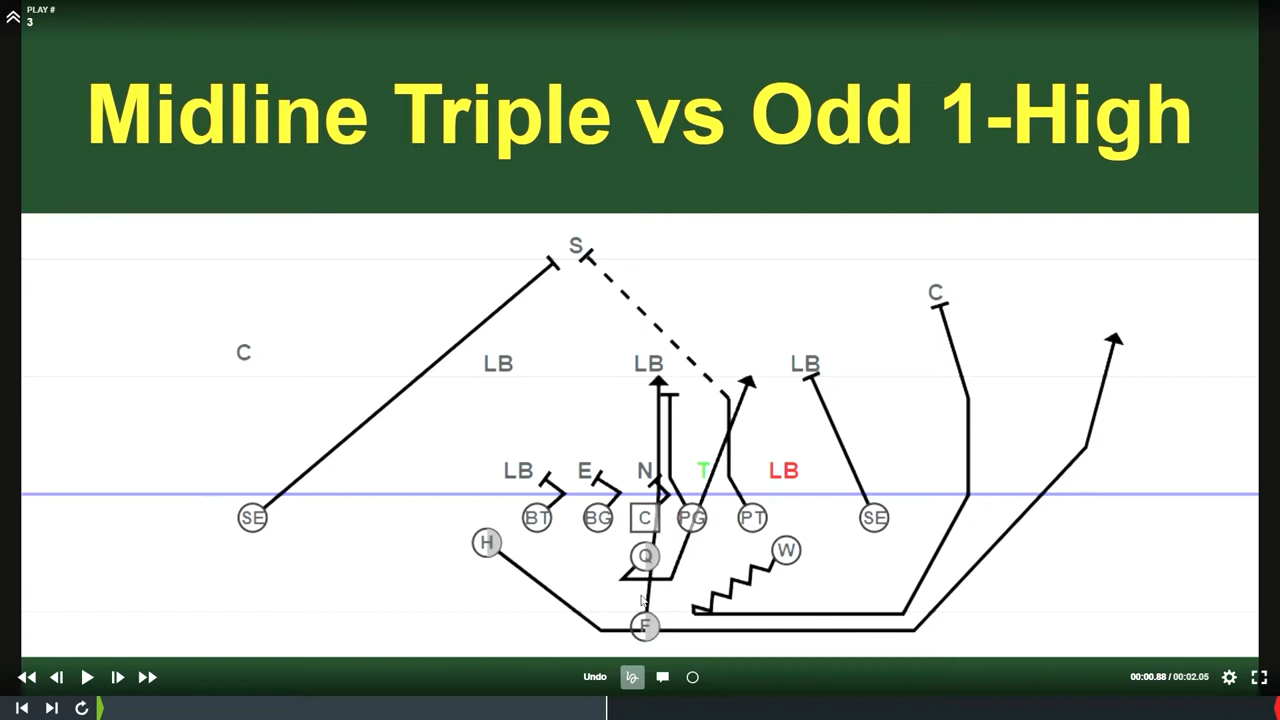 PLAY #
3
Midline Triple vs Odd 1-High
S
C
C
LB LB LB
LB E N T LB
SE BT BG C PG PT SE
H Q W
F
Undo
00:00.88 / 00:02.05